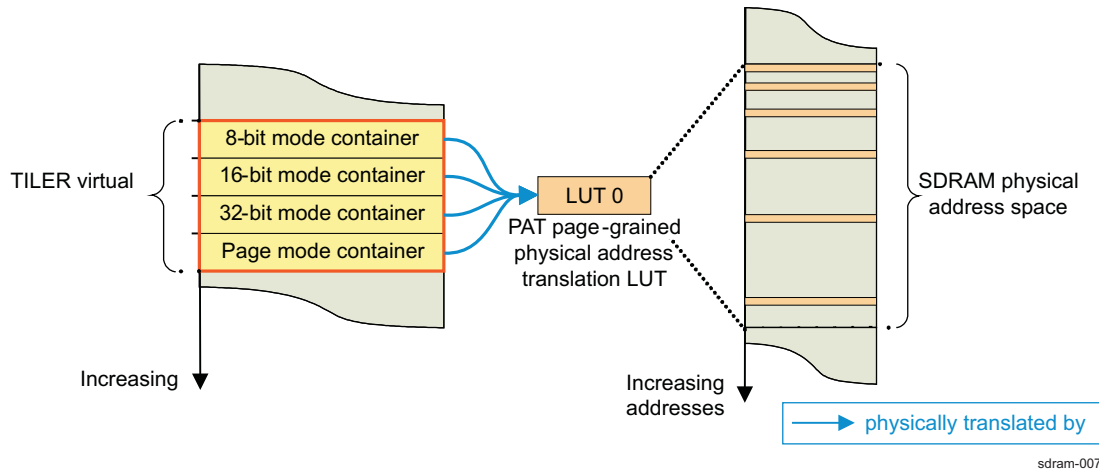 TILER virtual
8-bit mode container
16-bit mode container
32-bit mode container
Page mode container
Increasing
LUT 0
PAT page-grained
physical address
translation LUT
SDRAM physical
address space
Increasing
addresses
physically translated by
sdram-007